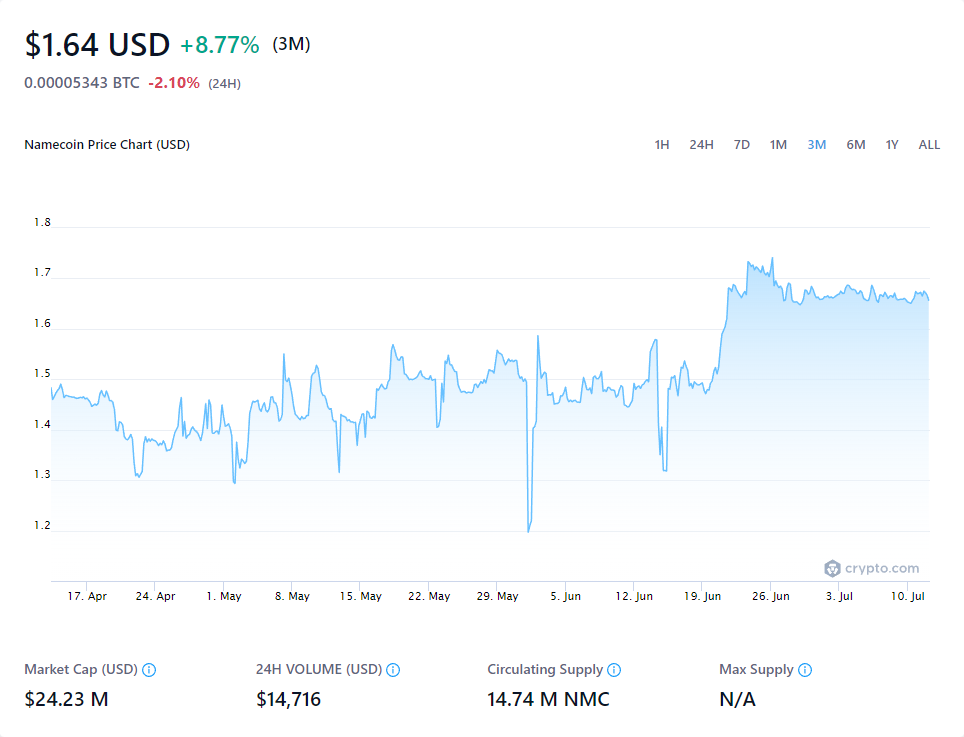 $1.64 USD +8.77% (3M)
0.00005343 BTC -2.10% (24H)
Namecoin Price Chart (USD) 1H 24H 7D 1M 3M 6M 1Y ALL
1.8
1.7
1.6
1.5
1.4
1.3
1.2
crypto.com
17. Apr 24. Apr 1. May 8. May 15. May 22. May 29. May 5. Jun 12. Jun 19. Jun 26. Jun 3. Jul 10. Jul
Market Cap (USD) 24H VOLUME (USD) Circulating Supply Max Supply
$24.23 M $14,716 14.74 M NMC N/A